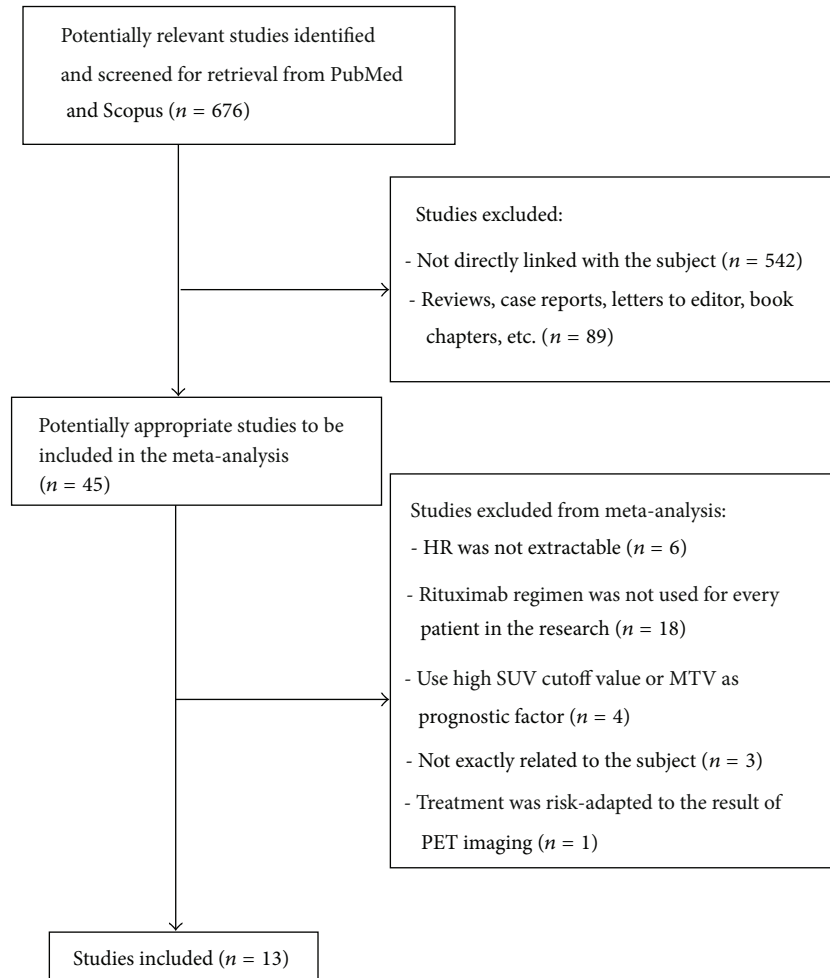 Potentially relevant studies identified
and screened for retrieval from PubMed
and Scopus (n = 676)
Studies excluded:
- Not directly linked with the subject (n = 542)
- Reviews, case reports, letters to editor, book
chapters, etc. (n = 89)
Potentially appropriate studies to be
included in the meta-analysis
(n = 45)
Studies excluded from meta-analysis:
- HR was not extractable (n = 6)
- Rituximab regimen was not used for every
patient in the research (n = 18)
- Use high SUV cutoff value or MTV as
prognostic factor (n = 4)
- Not exactly related to the subject (n = 3)
- Treatment was risk-adapted to the result of
PET imaging (n = 1)
Studies included (n = 13)